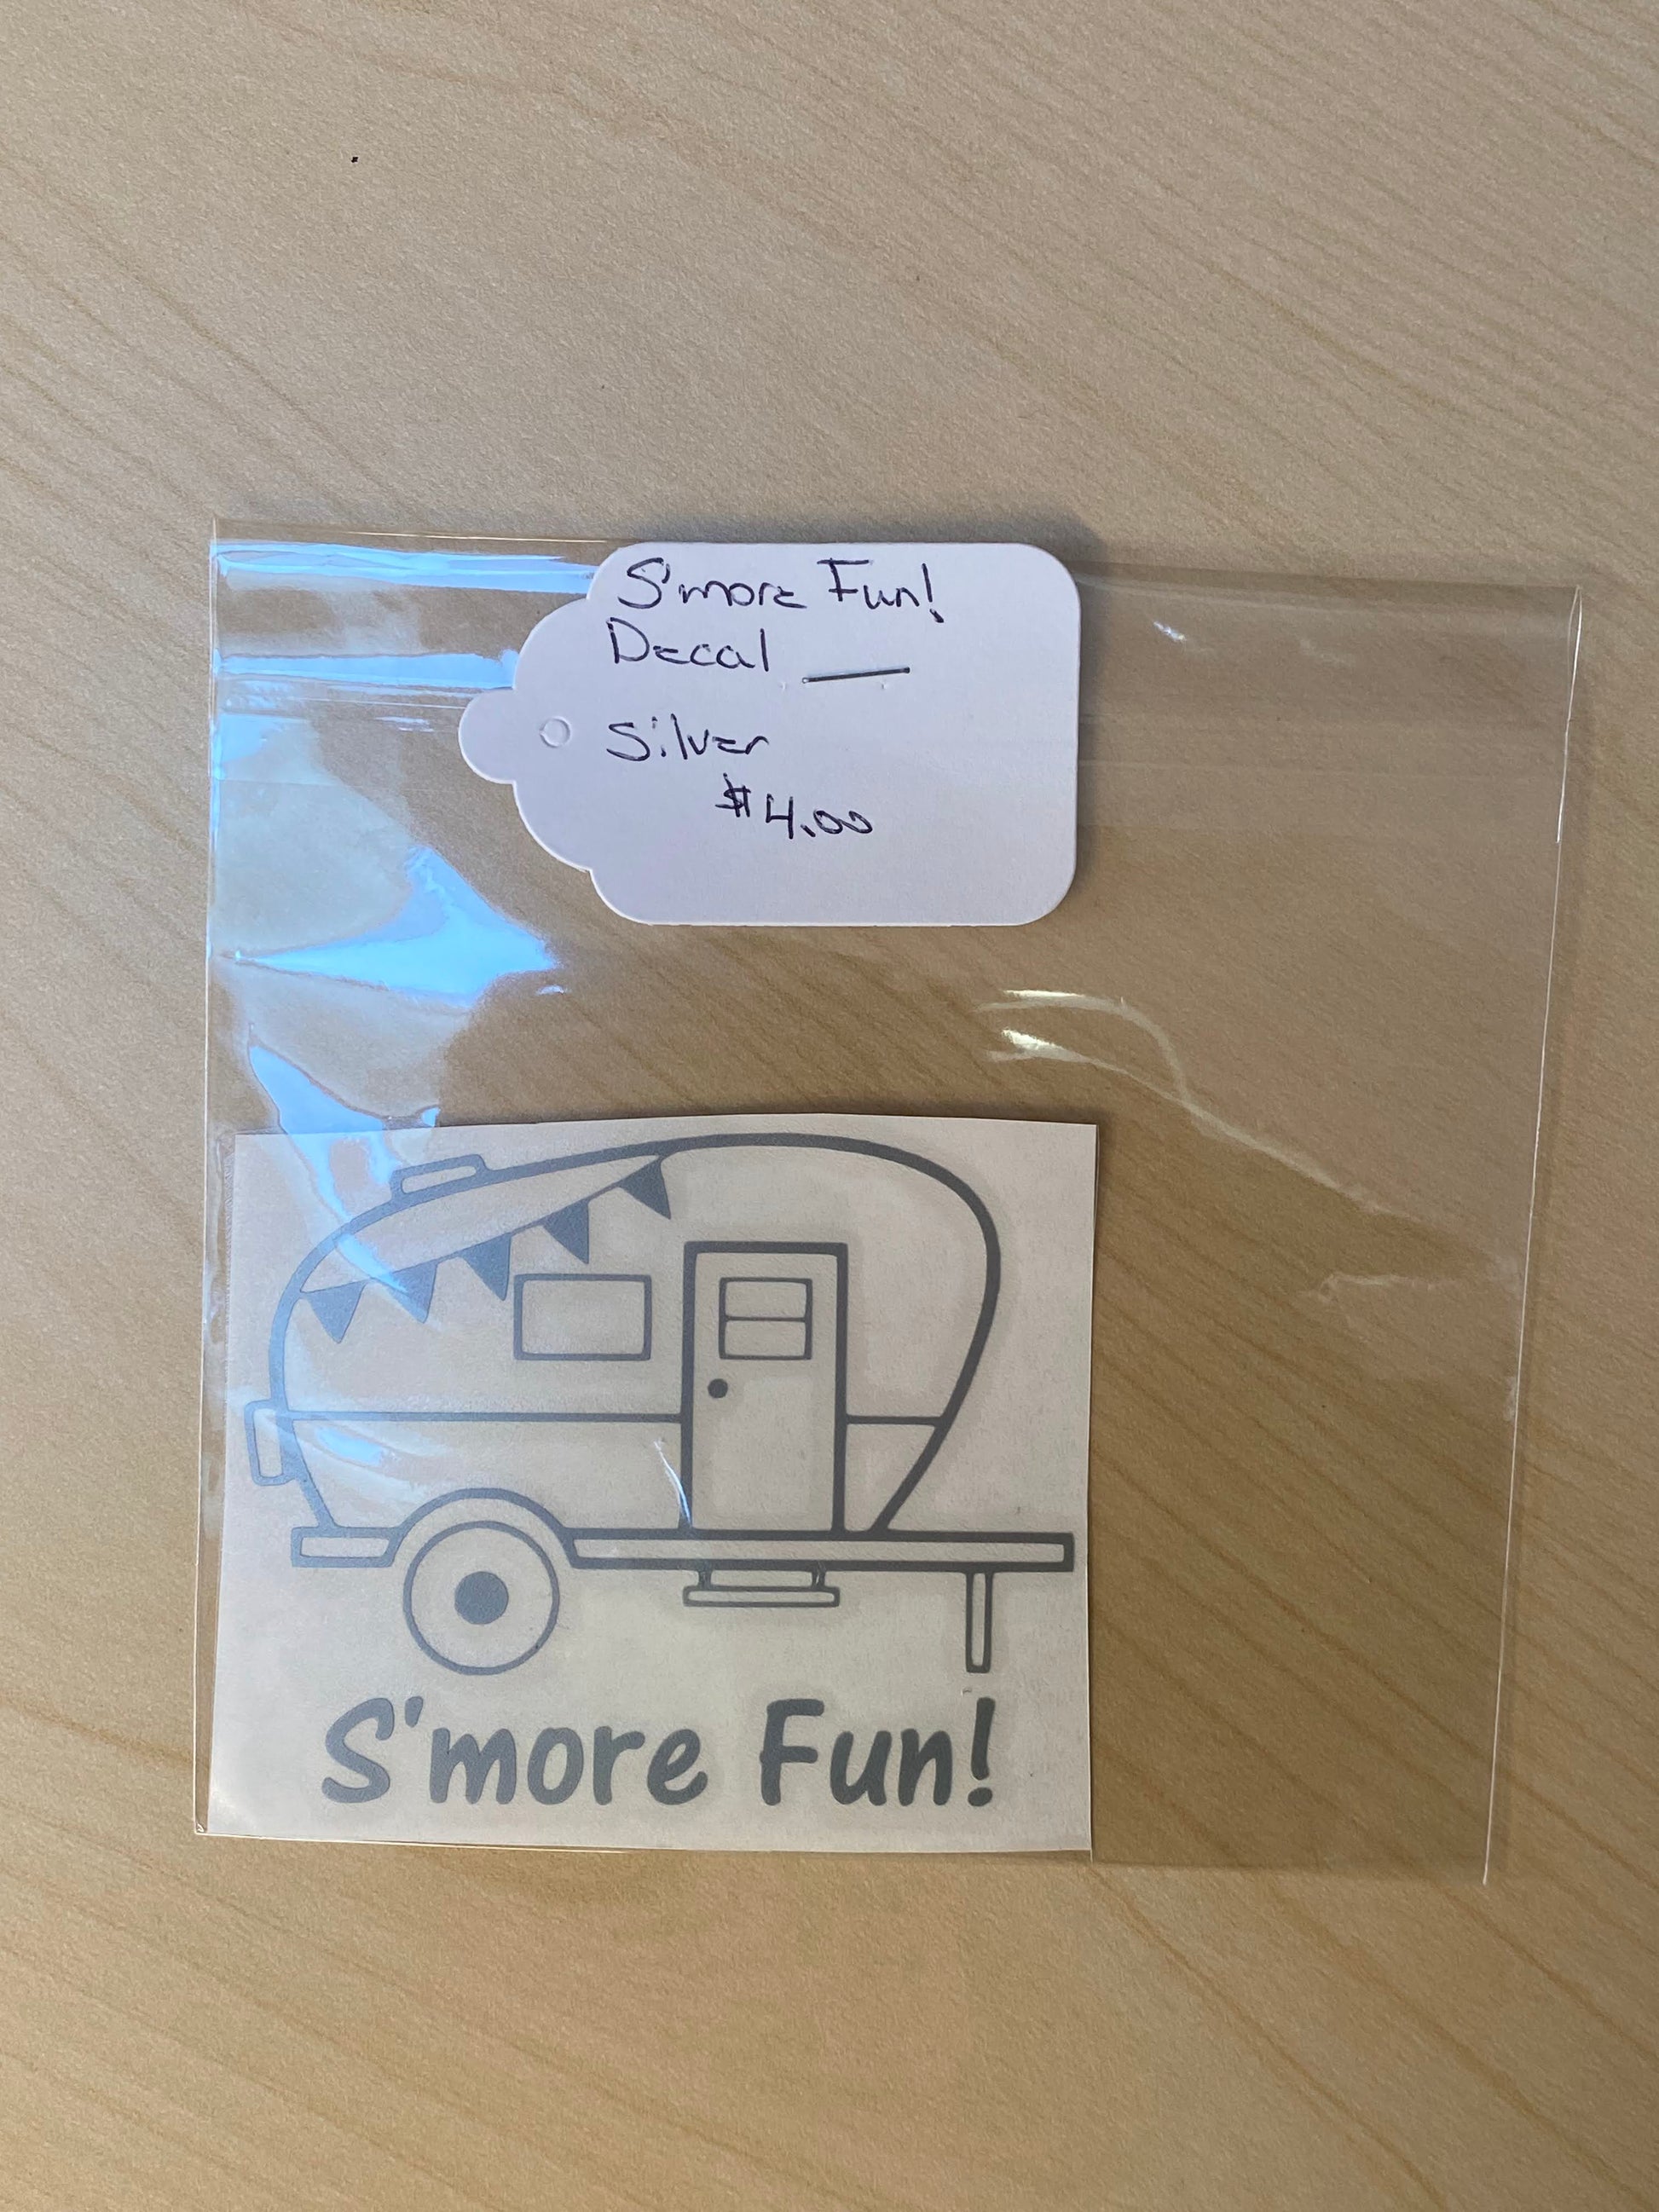 S'more Fun!
Decal
Silver
$4.00
S'more Fun!